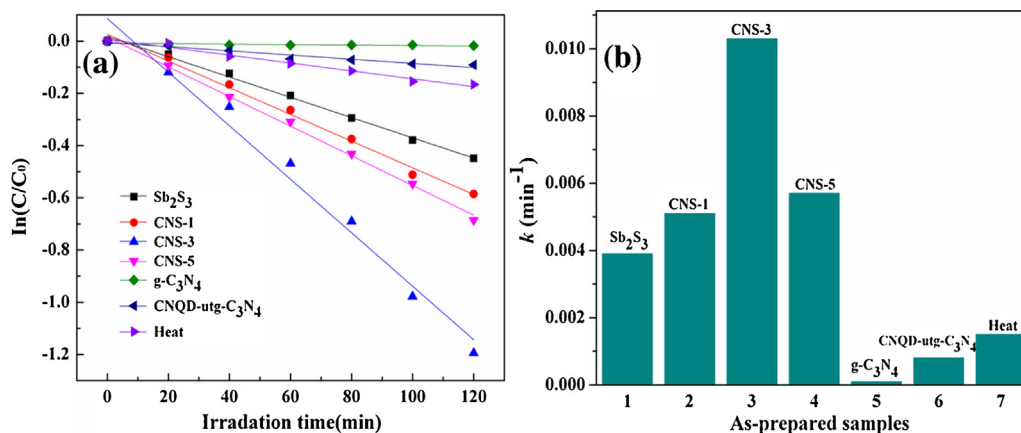 (a)
ln(C/C0)
0.0
-0.2
-0.4
-0.6
-0.8
-1.0
-1.2
Sb2S3
CNS-1
CNS-3
CNS-5
g-C3N4
CNQD-utg-C3N4
Heat
0 20 40 60 80 100 120
Irradation time(min)
(b)
k (min-1)
0.010
0.008
0.006
0.004
0.002
0.000
Sb2S3
CNS-1
CNS-3
CNS-5
g-C3N4
CNQD-utg-C3N4
Heat
1 2 3 4 5 6 7
As-prepared samples